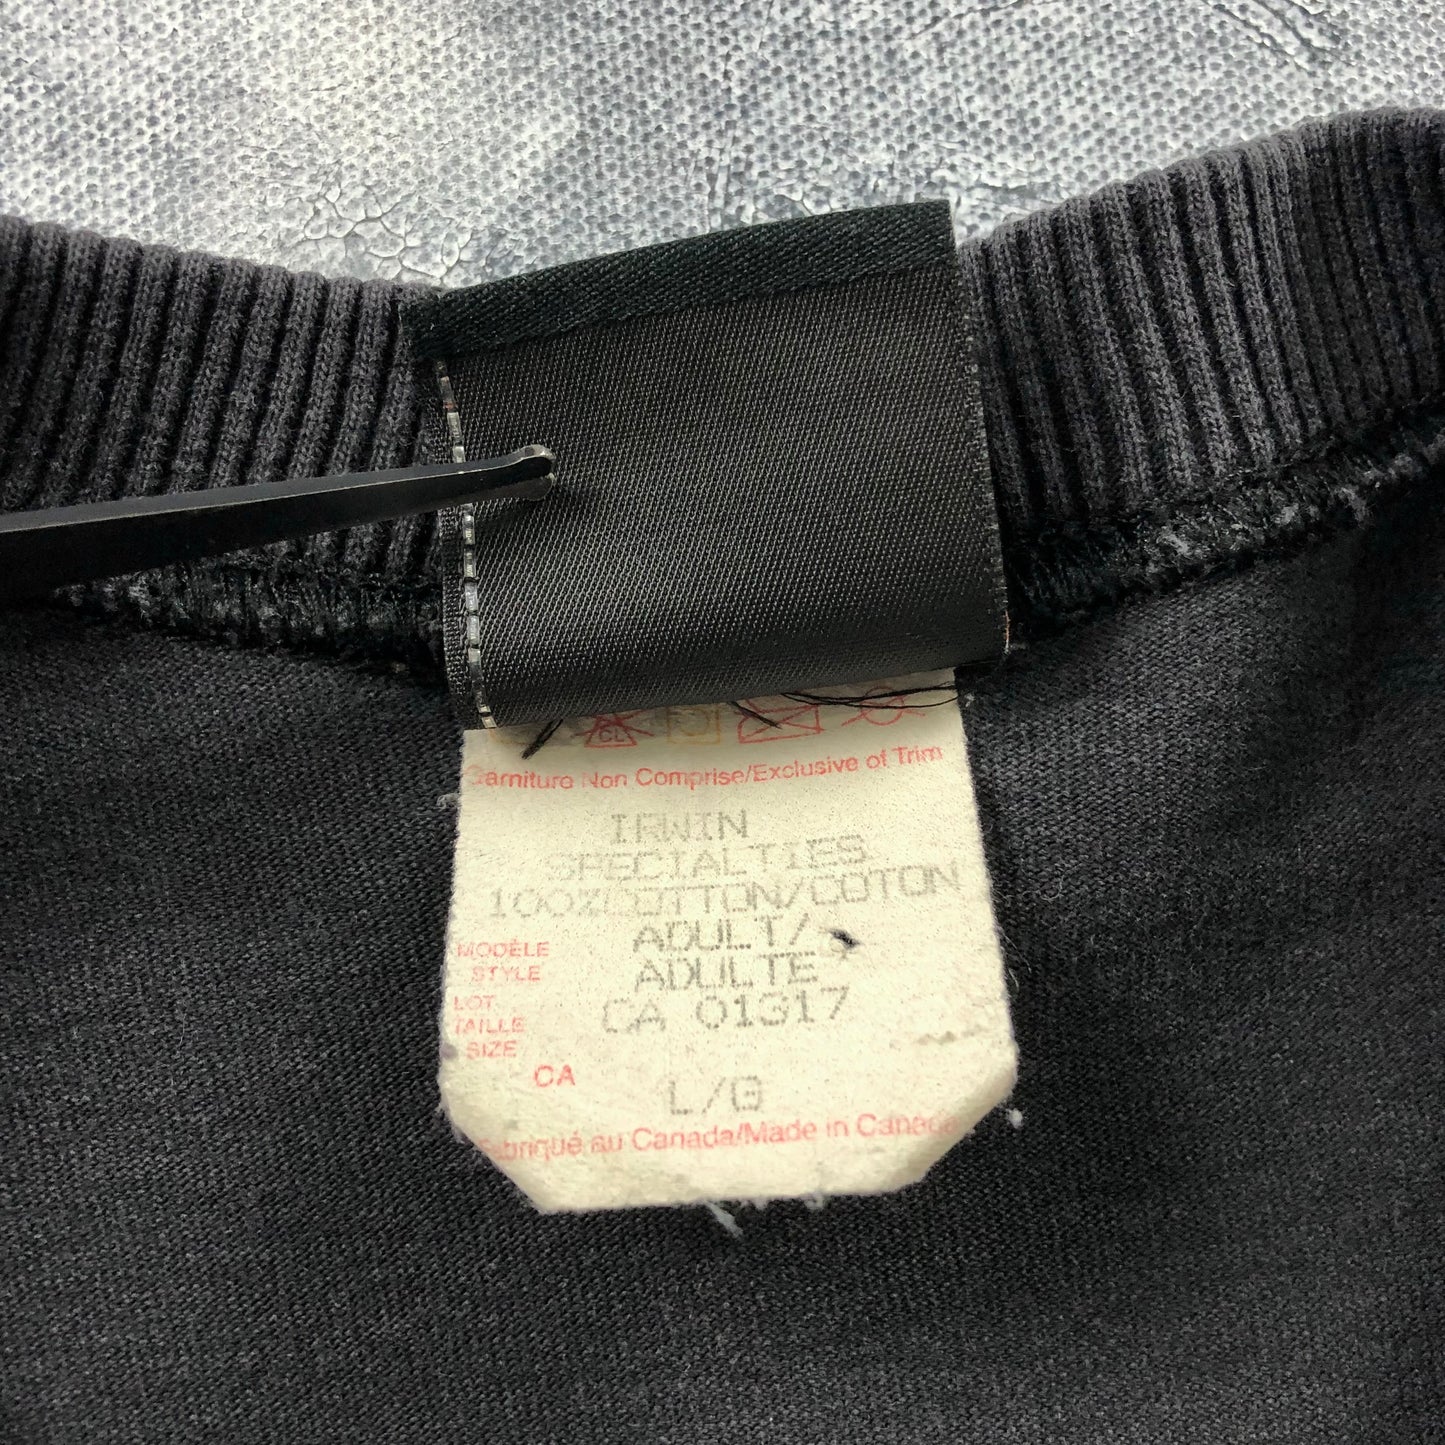 CL
Garniture Non Comprise/Exclusive of Trim
IRWIN
SPECIALTIES
100%COTTON/COTON
ADULT/
MODÈLE
STYLE
ADULTE
LOT
CA 01317
TAILLE
SIZE
CA
L/G
Fabriqué au Canada/Made in Canada